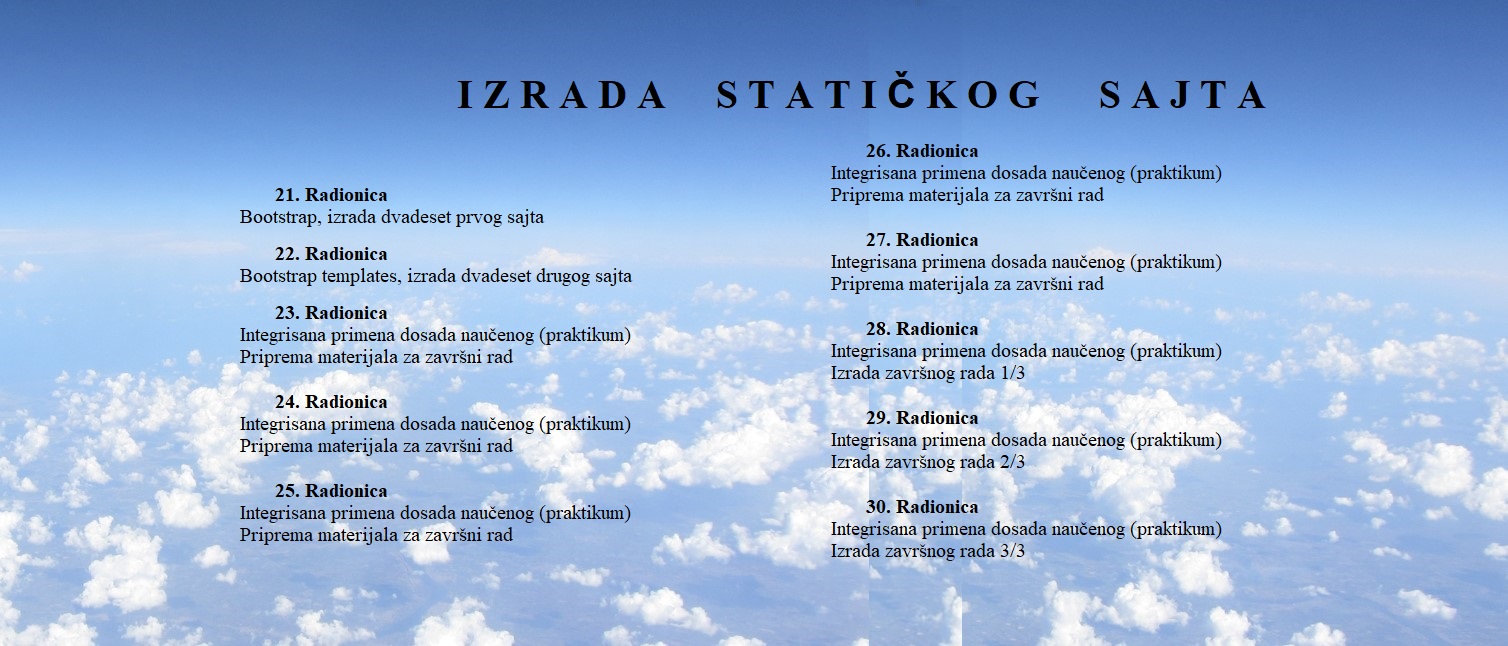 IZRADA STATIČKOG SAJTA
21. Radionica
Bootstrap, izrada dvadeset prvog sajta
22. Radionica
Bootstrap templates, izrada dvadeset drugog sajta
23. Radionica
Integrisana primena dosada naučenog (praktikum)
Priprema materijala za završni rad
24. Radionica
Integrisana primena dosada naučenog (praktikum)
Priprema materijala za završni rad
25. Radionica
Integrisana primena dosada naučenog (praktikum)
Priprema materijala za završni rad
26. Radionica
Integrisana primena dosada naučenog (praktikum)
Priprema materijala za završni rad
27. Radionica
Integrisana primena dosada naučenog (praktikum)
Priprema materijala za završni rad
28. Radionica
Integrisana primena dosada naučenog (praktikum)
Izrada završnog rada 1/3
29. Radionica
Integrisana primena dosada naučenog (praktikum)
Izrada završnog rada 2/3
30. Radionica
Integrisana primena dosada naučenog (praktikum)
Izrada završnog rada 3/3